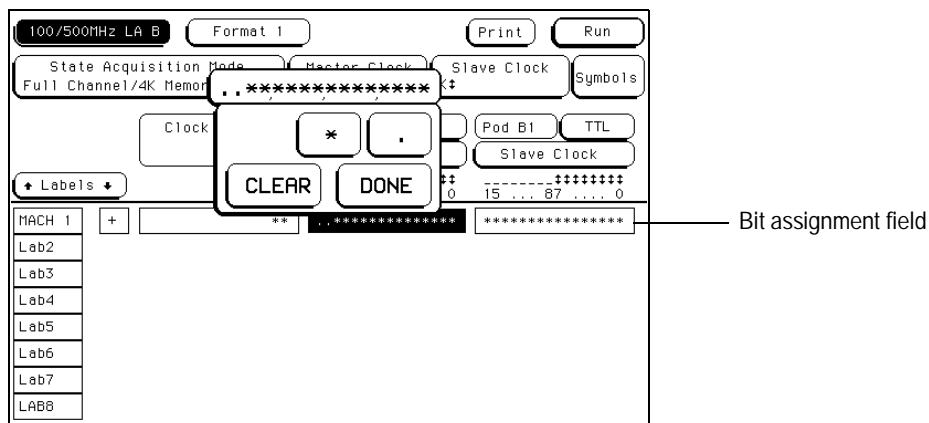 100/500MHz LA B Format 1 Print Run
State Acquisition Mode Master Clock Slave Clock Symbols
Full Channel/4K Memor K↕
..**************
Clock Pod B1 TTL
* .
Slave Clock
CLEAR DONE
↑ Labels ↓ ↕↕ 0 _ _ _ _ _ _ _ _↕↕↕↕↕↕↕↕
15 ... 87 .... 0
MACH 1 + ** ..************** **************** Bit assignment field
Lab2
Lab3
Lab4
Lab5
Lab6
Lab7
LAB8